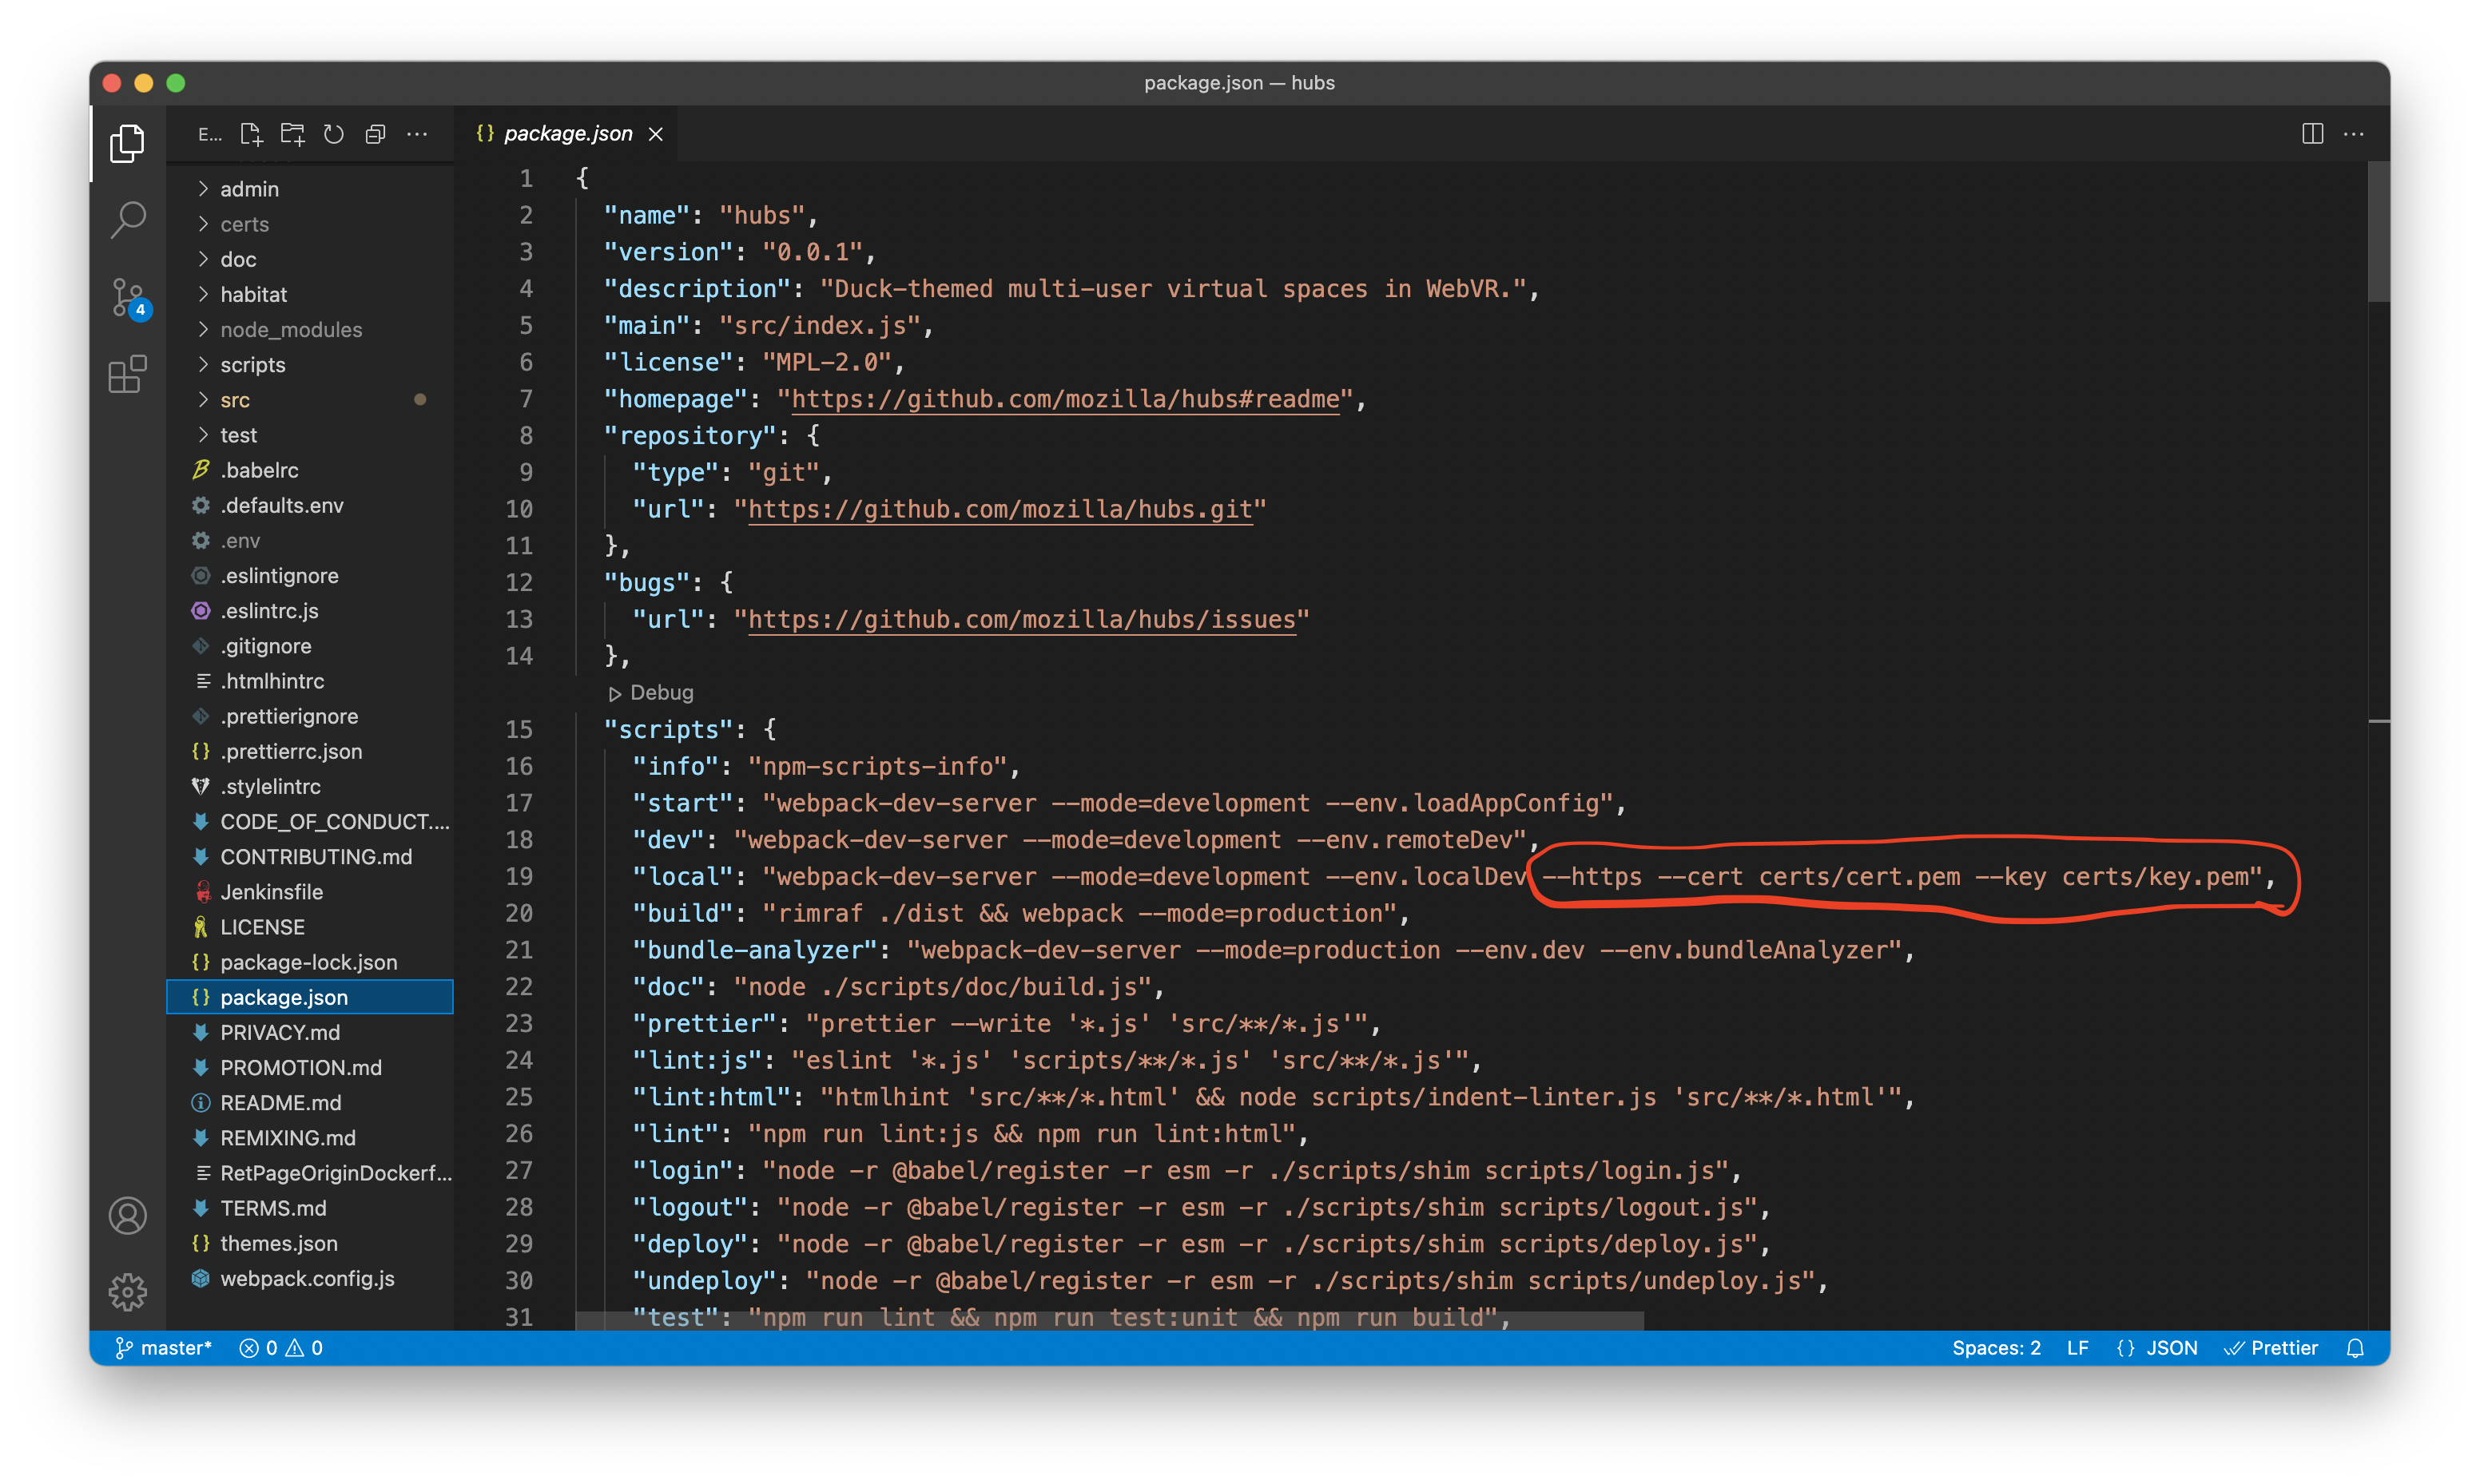 package.json — hubs
E...
{} package.json
admin
certs
doc
habitat
node_modules
scripts
src
test
.babelrc
.defaults.env
.env
.eslintignore
.eslintrc.js
.gitignore
.htmlhintrc
.prettierignore
{} .prettierrc.json
.stylelintrc
CODE_OF_CONDUCT....
CONTRIBUTING.md
Jenkinsfile
LICENSE
{} package-lock.json
{} package.json
PRIVACY.md
PROMOTION.md
README.md
REMIXING.md
RetPageOriginDockerf...
TERMS.md
{} themes.json
webpack.config.js
4
1 {
2 "name": "hubs",
3 "version": "0.0.1",
4 "description": "Duck-themed multi-user virtual spaces in WebVR.",
5 "main": "src/index.js",
6 "license": "MPL-2.0",
7 "homepage": "https://github.com/mozilla/hubs#readme",
8 "repository": {
9 "type": "git",
10 "url": "https://github.com/mozilla/hubs.git"
11 },
12 "bugs": {
13 "url": "https://github.com/mozilla/hubs/issues"
14 },
Debug
15 "scripts": {
16 "info": "npm-scripts-info",
17 "start": "webpack-dev-server --mode=development --env.loadAppConfig",
18 "dev": "webpack-dev-server --mode=development --env.remoteDev",
19 "local": "webpack-dev-server --mode=development --env.localDev --https --cert certs/cert.pem --key certs/key.pem",
20 "build": "rimraf ./dist && webpack --mode=production",
21 "bundle-analyzer": "webpack-dev-server --mode=production --env.dev --env.bundleAnalyzer",
22 "doc": "node ./scripts/doc/build.js",
23 "prettier": "prettier --write '*.js' 'src/**/*.js'",
24 "lint:js": "eslint '*.js' 'scripts/**/*.js' 'src/**/*.js'",
25 "lint:html": "htmlhint 'src/**/*.html' && node scripts/indent-linter.js 'src/**/*.html'",
26 "lint": "npm run lint:js && npm run lint:html",
27 "login": "node -r @babel/register -r esm -r ./scripts/shim scripts/login.js",
28 "logout": "node -r @babel/register -r esm -r ./scripts/shim scripts/logout.js",
29 "deploy": "node -r @babel/register -r esm -r ./scripts/shim scripts/deploy.js",
30 "undeploy": "node -r @babel/register -r esm -r ./scripts/shim scripts/undeploy.js",
31 "test": "npm run lint && npm run test:unit && npm run build",
master* 0 0 Spaces: 2 LF {} JSON Prettier